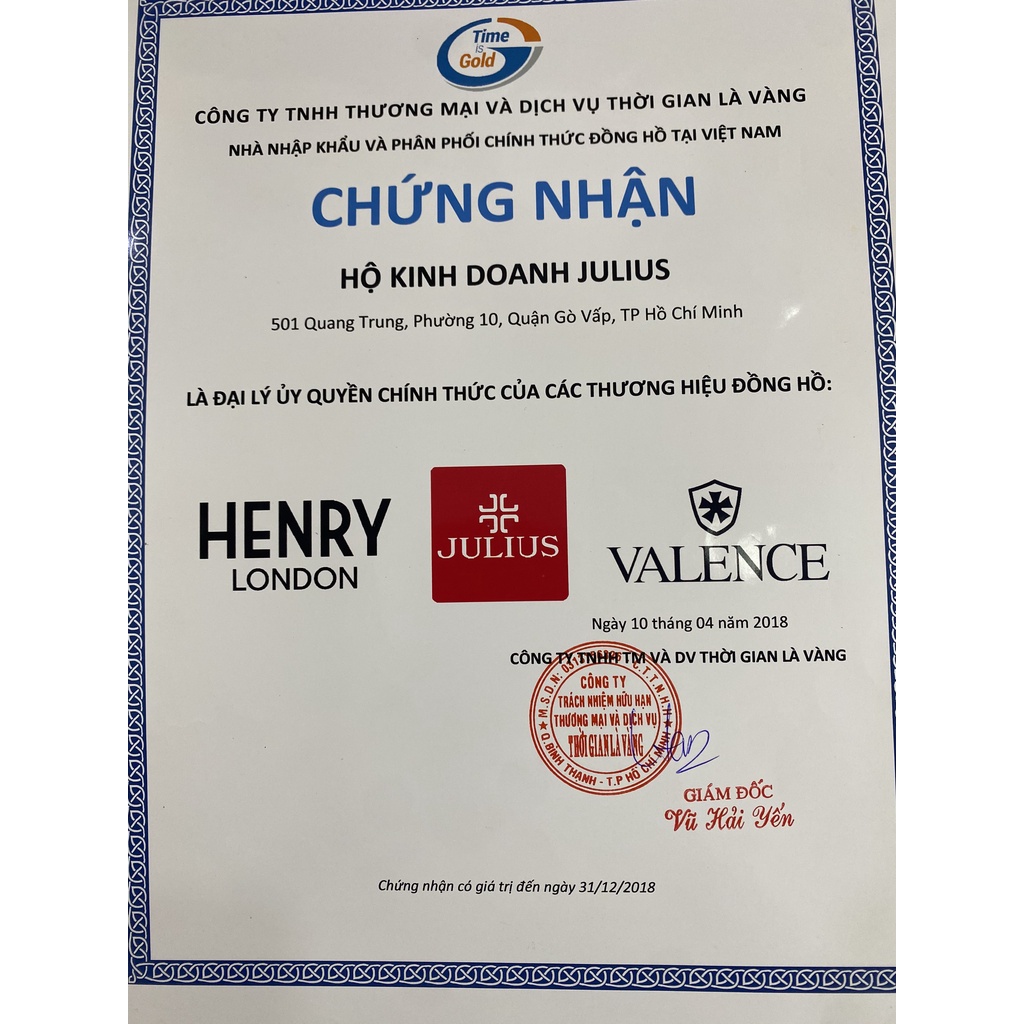 Time
is
Gold
CÔNG TY TNHH THƯƠNG MẠI VÀ DỊCH VỤ THỜI GIAN LÀ VÀNG
NHÀ NHẬP KHẨU VÀ PHÂN PHỐI CHÍNH THỨC ĐỒNG HỒ TẠI VIỆT NAM
CHỨNG NHẬN
HỘ KINH DOANH JULIUS
501 Quang Trung, Phường 10, Quận Gò Vấp, TP Hồ Chí Minh
LÀ ĐẠI LÝ ỦY QUYỀN CHÍNH THỨC CỦA CÁC THƯƠNG HIỆU ĐỒNG HỒ:
HENRY
LONDON
JULIUS
VALENCE
Ngày 10 tháng 04 năm 2018
CÔNG TY TNHH TM VÀ DV THỜI GIAN LÀ VÀNG
M.S.D.N: C.T.T.N.H.H
CÔNG TY
TRÁCH NHIỆM HỮU HẠN
THƯƠNG MẠI VÀ DỊCH VỤ
THỜI GIAN LÀ VÀNG
Q.BÌNH THẠNH - T.P HỒ CHÍ MINH
GIÁM ĐỐC
Vũ Hải Yến
Chứng nhận có giá trị đến ngày 31/12/2018